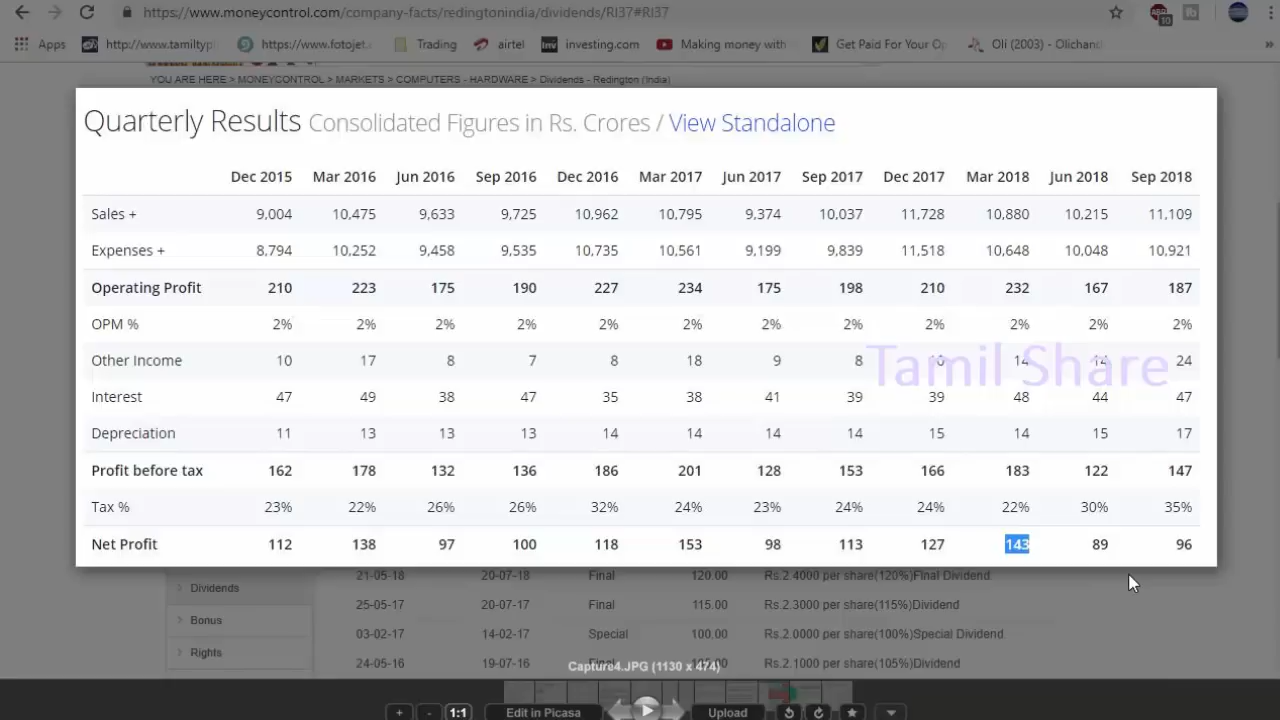 https://www.moneycontrol.com/company-facts/redingtonindia/dividends/RI37#RI37
10
Apps http://www.tamiltyp https://www.fotojet. Trading airtel Inv investing.com Making money with Get Paid For Your Op Oli (2003) - Olichand
YOU ARE HERE > MONEYCONTROL > MARKETS > COMPUTERS - HARDWARE > Dividends - Redington (India)
Quarterly Results Consolidated Figures in Rs. Crores / View Standalone
Dec 2015 Mar 2016 Jun 2016 Sep 2016 Dec 2016 Mar 2017 Jun 2017 Sep 2017 Dec 2017 Mar 2018 Jun 2018 Sep 2018
Sales + 9,004 10,475 9,633 9,725 10,962 10,795 9,374 10,037 11,728 10,880 10,215 11,109
Expenses + 8,794 10,252 9,458 9,535 10,735 10,561 9,199 9,839 11,518 10,648 10,048 10,921
Operating Profit 210 223 175 190 227 234 175 198 210 232 167 187
OPM % 2% 2% 2% 2% 2% 2% 2% 2% 2% 2% 2% 2%
Other Income 10 17 8 7 8 18 9 8 10 14 14 24
Tamil Share
Interest 47 49 38 47 35 38 41 39 39 48 44 47
Depreciation 11 13 13 13 14 14 14 14 15 14 15 17
Profit before tax 162 178 132 136 186 201 128 153 166 183 122 147
Tax % 23% 22% 26% 26% 32% 24% 23% 24% 24% 22% 30% 35%
Net Profit 112 138 97 100 118 153 98 113 127 143 89 96
Dividends 21-05-18 20-07-18 Final 120.00 Rs.2.4000 per share(120%)Final Dividend
Bonus 25-05-17 20-07-17 Final 115.00 Rs.2.3000 per share(115%)Dividend
Rights 03-02-17 14-02-17 Special 100.00 Rs.2.0000 per share(100%)Special Dividend
24-05-16 19-07-16 Rs.2.1000 per share(105%)Dividend
Capture4.JPG (1130 x 474)
+ - 1:1 Edit in Picasa Upload